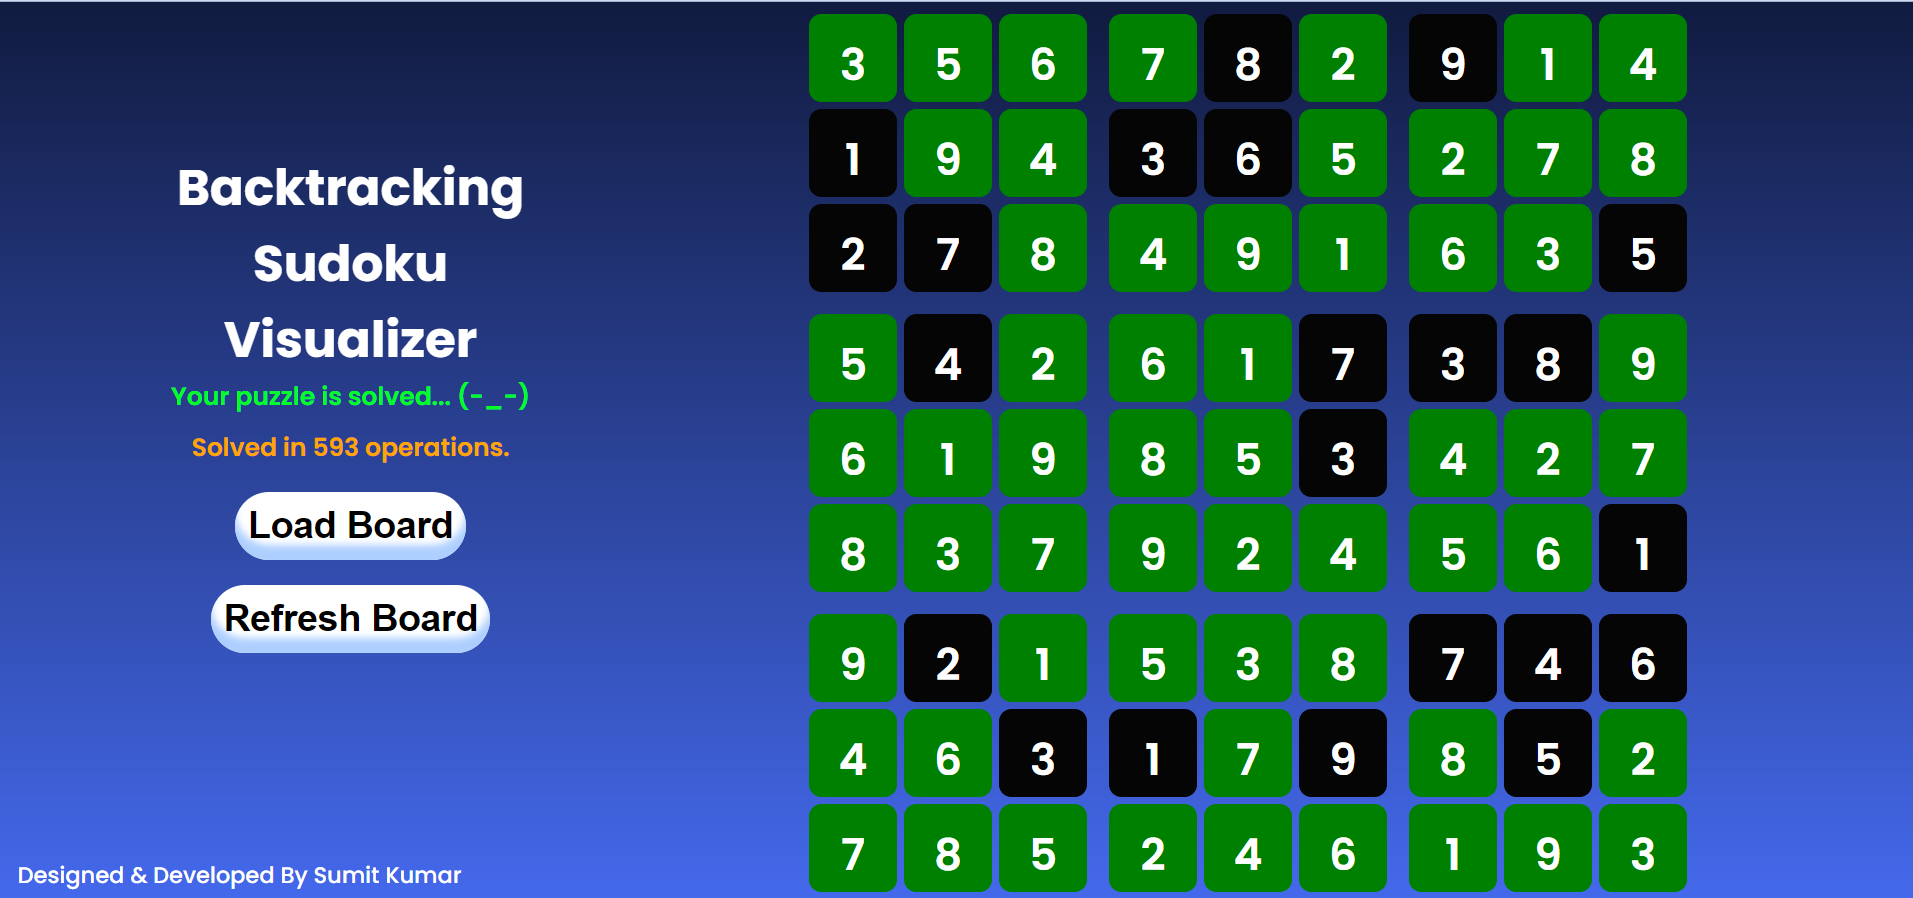 Backtracking
Sudoku
Visualizer
Your puzzle is solved... (-_-)
Solved in 593 operations.
Load Board
Refresh Board
Designed & Developed By Sumit Kumar
3 5 6 7 8 2 9 1 4
1 9 4 3 6 5 2 7 8
2 7 8 4 9 1 6 3 5
5 4 2 6 1 7 3 8 9
6 1 9 8 5 3 4 2 7
8 3 7 9 2 4 5 6 1
9 2 1 5 3 8 7 4 6
4 6 3 1 7 9 8 5 2
7 8 5 2 4 6 1 9 3